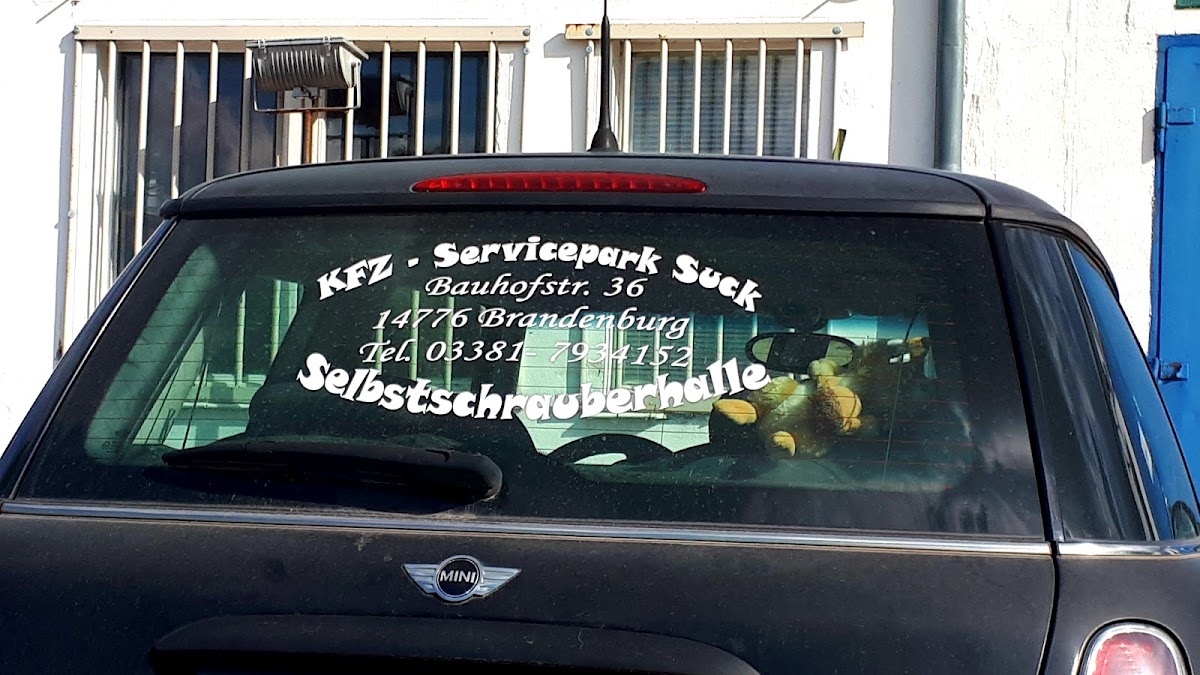 KFZ - Servicepark Suck
Bauhofstr. 36
14776 Brandenburg
Tel. 03381- 7934152
Selbstschrauberhalle
MINI